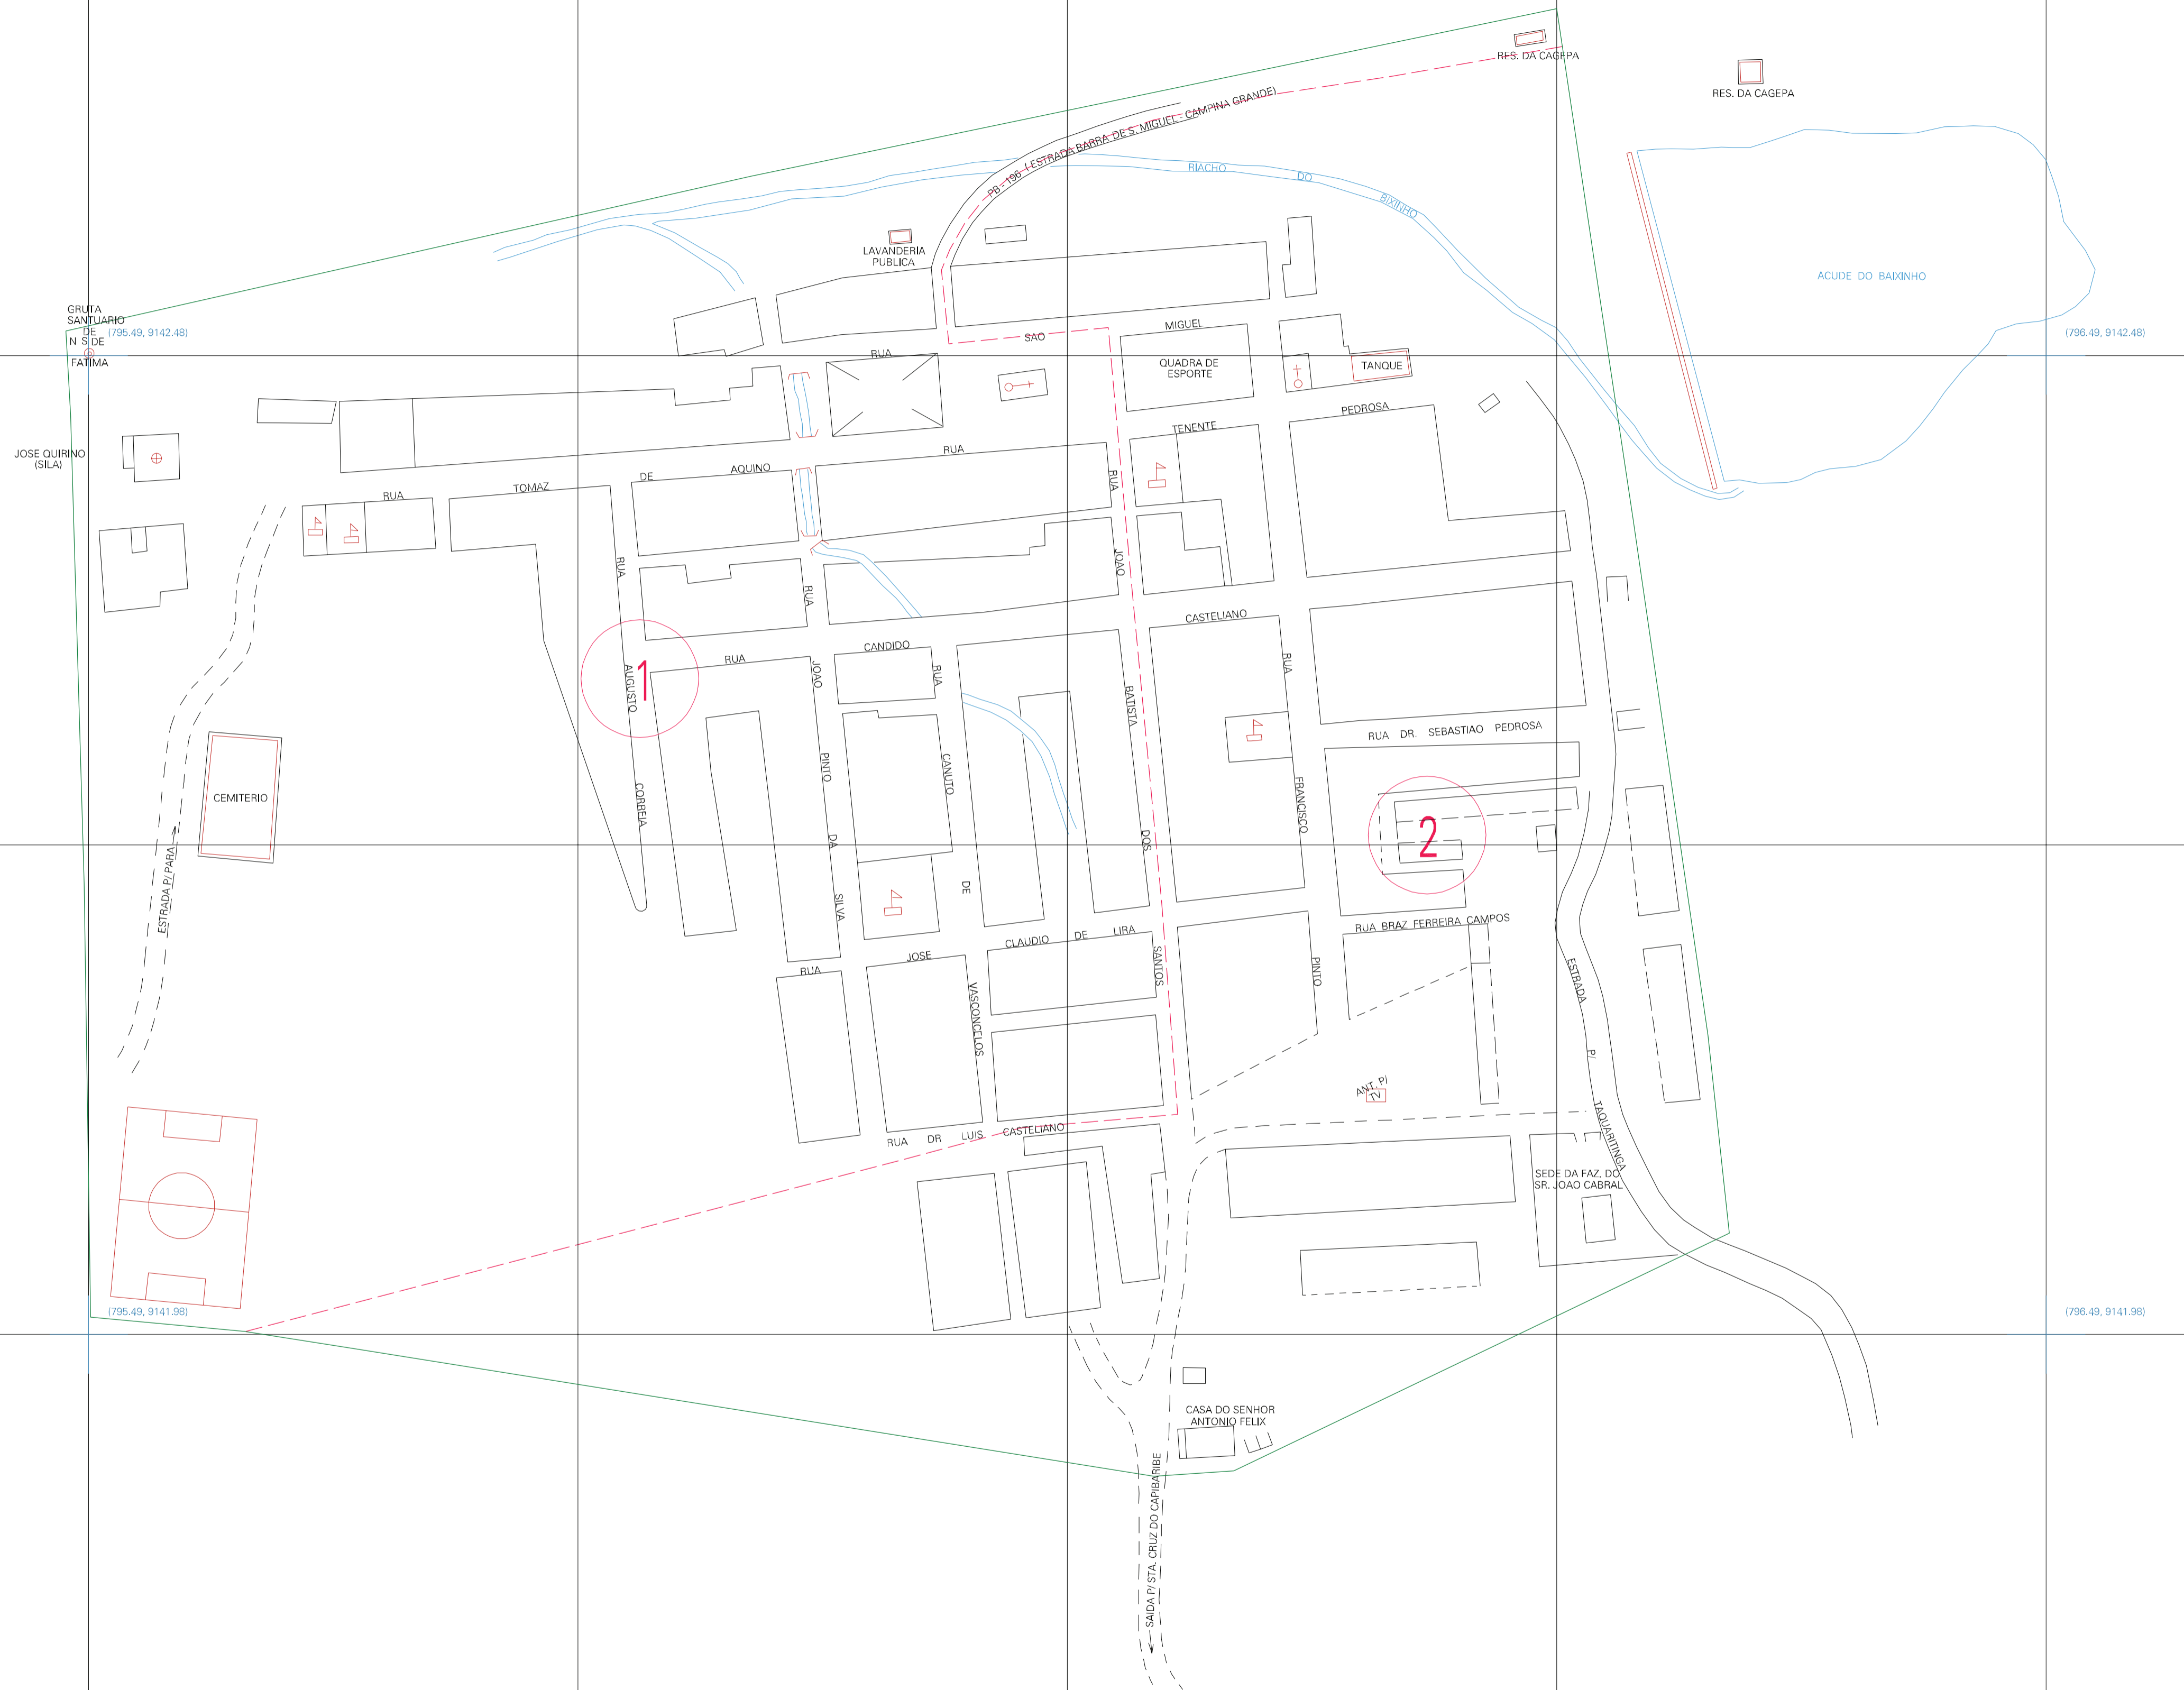 RES. DA CAGEPA
RES. DA CAGEPA
PB - 196 ( ESTRADA BARRA DE S. MIGUEL - CAMPINA GRANDE)
RIACHO DO BIXINHO
LAVANDERIA
PUBLICA
ACUDE DO BAIXINHO
GRUTA
SANTUARIO
DE
N S DE
FATIMA
(795.49, 9142.48)
(796.49, 9142.48)
RUA SAO MIGUEL
QUADRA DE
ESPORTE
TANQUE
JOSE QUIRINO
(SILA)
RUA TENENTE PEDROSA
RUA TOMAZ DE AQUINO
RUA AUGUSTO CORREIA
RUA JOAO PINTO DA SILVA
RUA JOAO BATISTA DOS SANTOS
RUA CANDIDO CASTELIANO
RUA CANUTO DE VASCONCELOS
RUA FRANCISCO PINTO
1
RUA DR. SEBASTIAO PEDROSA
2
CEMITERIO
ESTRADA P/ PARA
RUA BRAZ FERREIRA CAMPOS
RUA JOSE CLAUDIO DE LIRA
ESTRADA P/ TAQUARITINGA
ANT. P/
TV
RUA DR LUIS CASTELIANO
SEDE DA FAZ. DO
SR. JOAO CABRAL
(795.49, 9141.98)
(796.49, 9141.98)
CASA DO SENHOR
ANTONIO FELIX
SAIDA P/ STA. CRUZ DO CAPIBARIBE